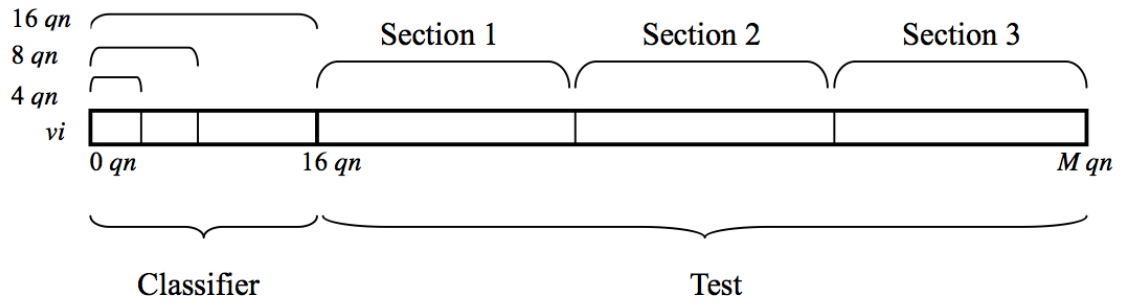 16 qn
8 qn
4 qn
vi
Section 1 Section 2 Section 3
0 qn 16 qn M qn
Classifier Test